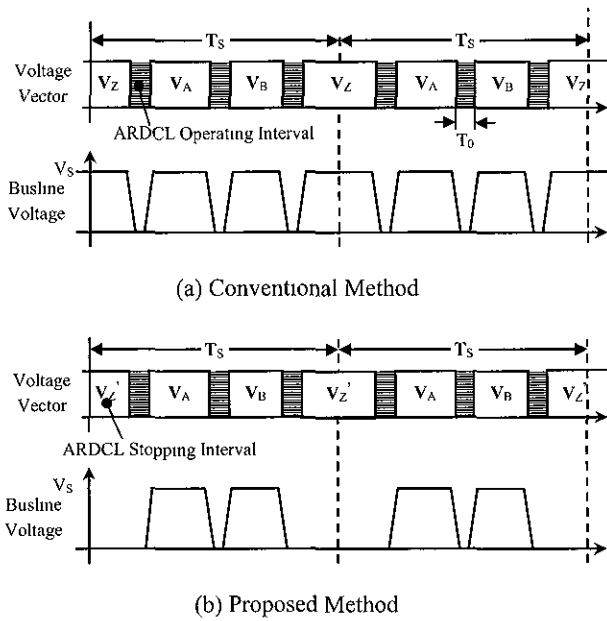 T_S T_S
Voltage Vector V_Z V_A V_B V_Z V_A V_B V_Z
ARDCL Operating Interval T_0
V_S
Busline Voltage
(a) Conventional Method
T_S T_S
Voltage Vector V_Z' V_A V_B V_Z' V_A V_B V_Z'
ARDCL Stopping Interval
V_S
Busline Voltage
(b) Proposed Method